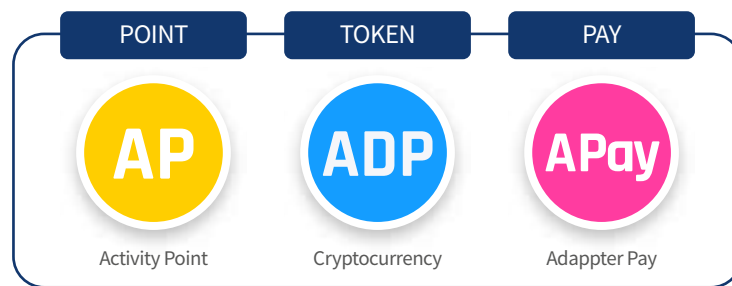 POINT
TOKEN
PAY
AP
ADP
APay
Activity Point
Cryptocurrency
Adappter Pay